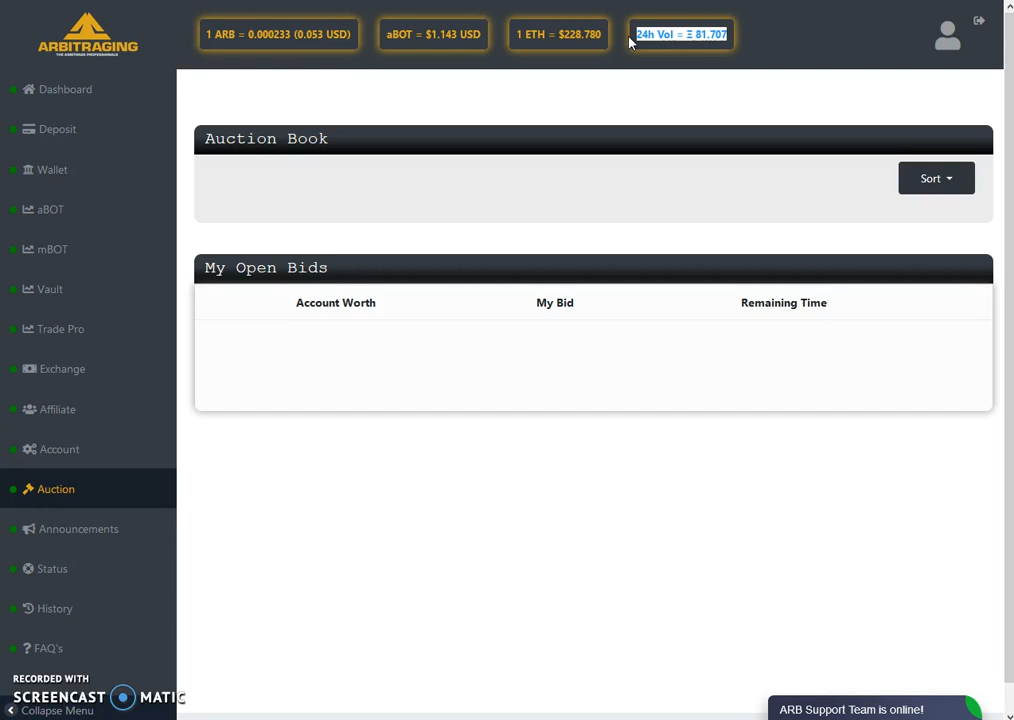 ARBITRAGING
THE ARBITRAGE PROFESSIONALS
1 ARB = 0.000233 (0.053 USD)
aBOT = $1.143 USD
1 ETH = $228.780
24h Vol = Ξ 81.707
Dashboard
Deposit
Wallet
aBOT
mBOT
Vault
Trade Pro
Exchange
Affiliate
Account
Auction
Announcements
Status
History
FAQ's
Collapse Menu
Auction Book
Sort
My Open Bids
Account Worth
My Bid
Remaining Time
RECORDED WITH
SCREENCAST MATIC
ARB Support Team is online!